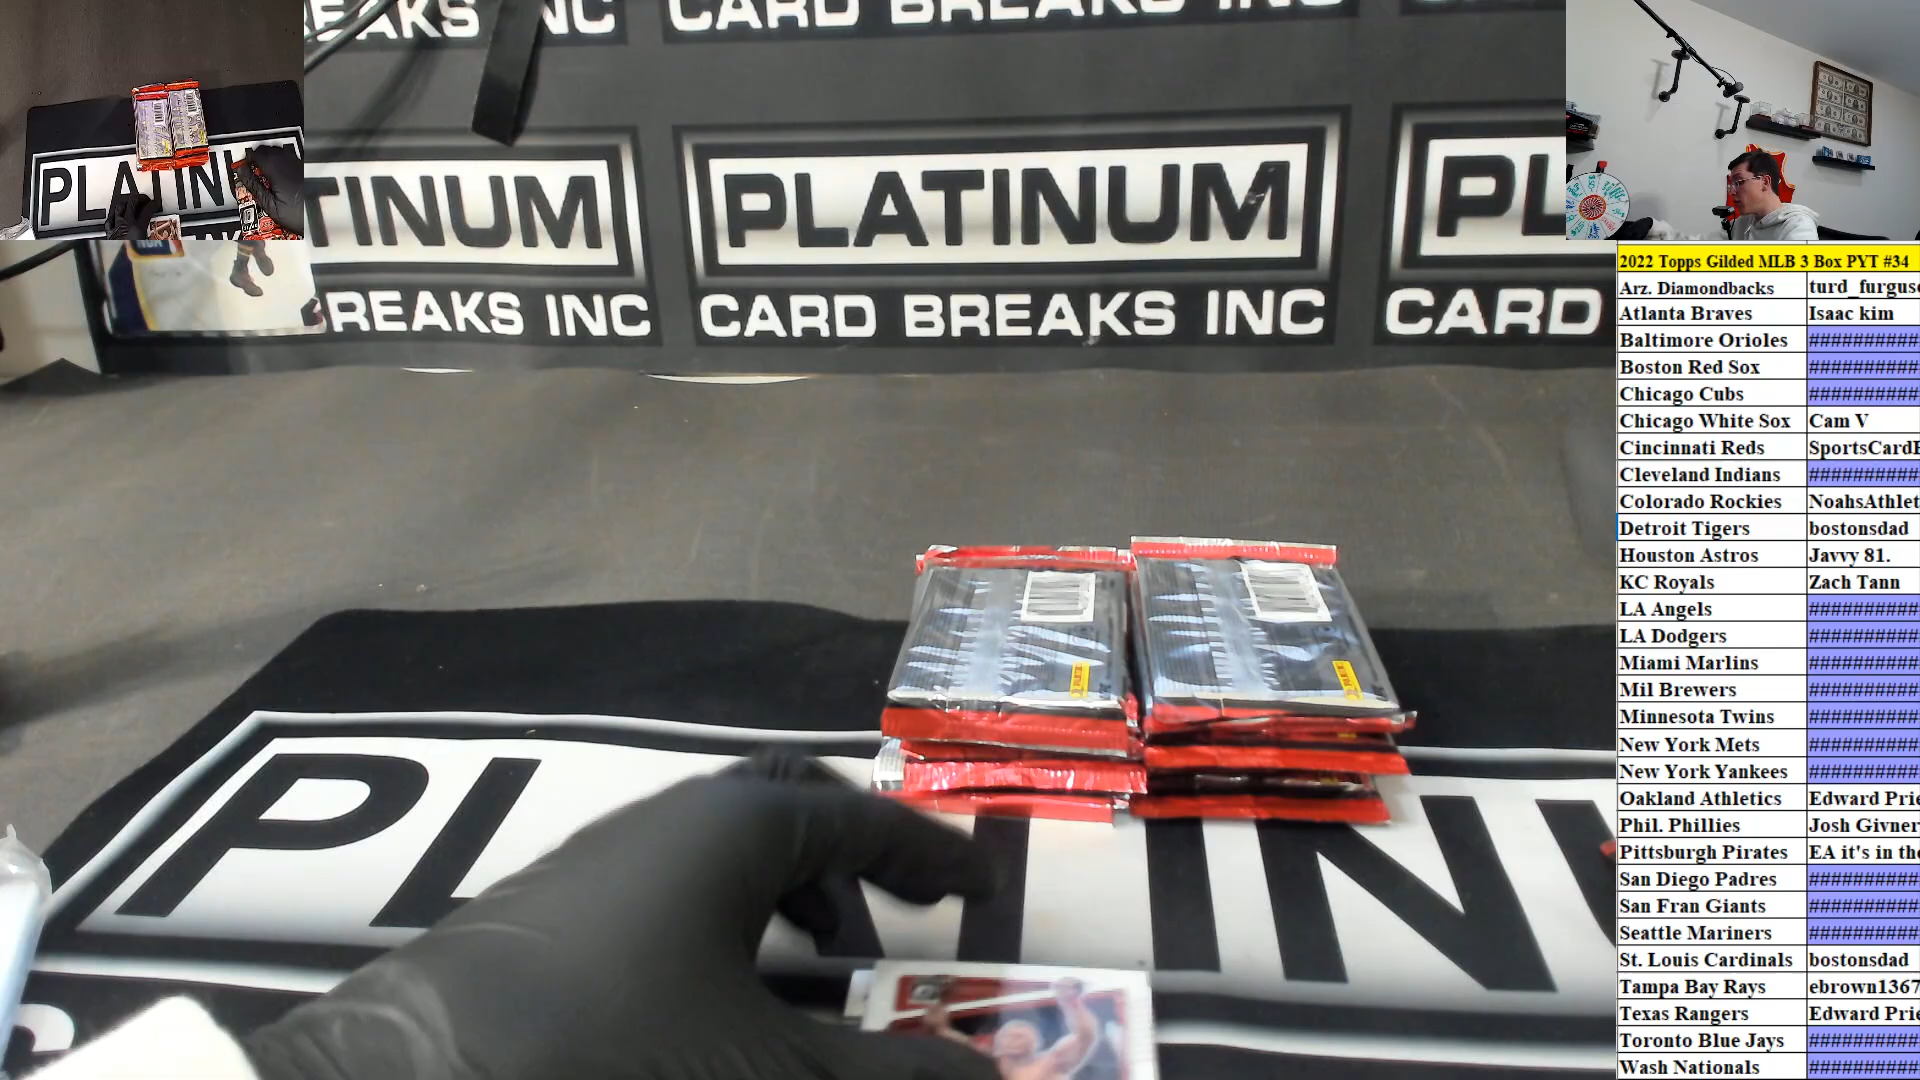 EAKS INC
CARD BREAKS INC
PLATINUM
TINUM
PLATINUM
PL
BREAKS INC
CARD BREAKS INC
CARD
PL
IN
2022 Topps Gilded MLB 3 Box PYT #34
Arz. Diamondbacks turd_furgus
Atlanta Braves Isaac kim
Baltimore Orioles ##########
Boston Red Sox ##########
Chicago Cubs ##########
Chicago White Sox Cam V
Cincinnati Reds SportsCard
Cleveland Indians ##########
Colorado Rockies NoahsAthlet
Detroit Tigers bostonsdad
Houston Astros Javvy 81.
KC Royals Zach Tann
LA Angels ##########
LA Dodgers ##########
Miami Marlins ##########
Mil Brewers ##########
Minnesota Twins ##########
New York Mets ##########
New York Yankees ##########
Oakland Athletics Edward Prie
Phil. Phillies Josh Givner
Pittsburgh Pirates EA it's in the
San Diego Padres ##########
San Fran Giants ##########
Seattle Mariners ##########
St. Louis Cardinals bostonsdad
Tampa Bay Rays ebrown1367
Texas Rangers Edward Prie
Toronto Blue Jays ##########
Wash Nationals ##########